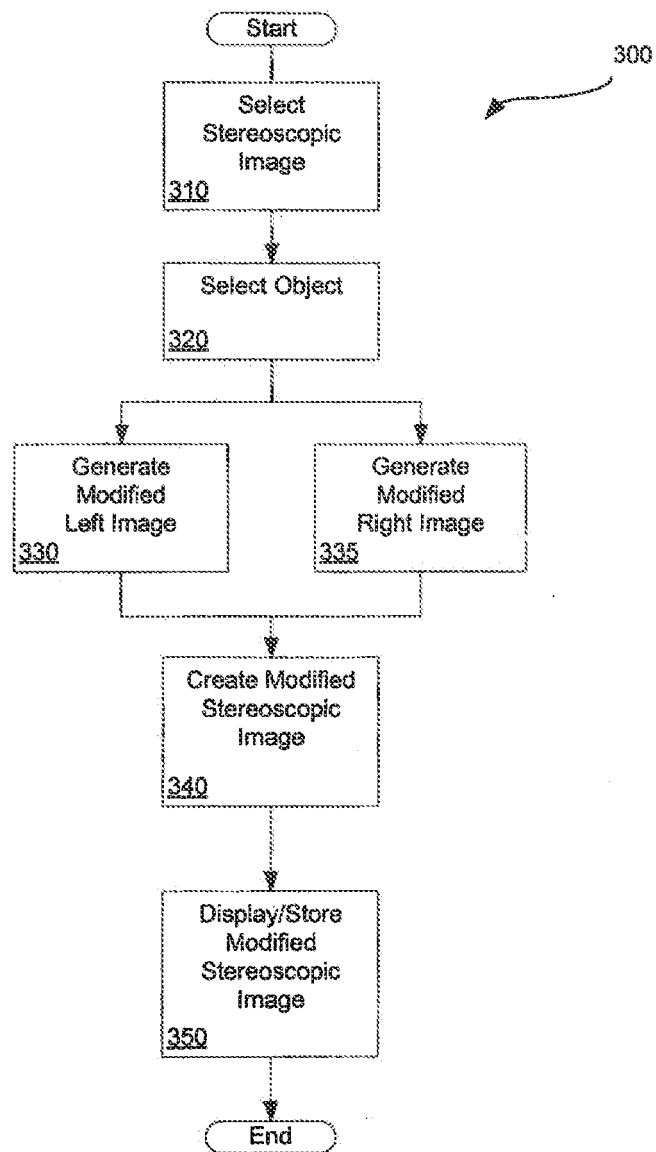 Start
300
Select
Stereoscopic
Image
310
Select Object
320
Generate
Modified
Left Image
330
Generate
Modified
Right Image
335
Create Modified
Stereoscopic
Image
340
Display/Store
Modified
Stereoscopic
Image
350
End